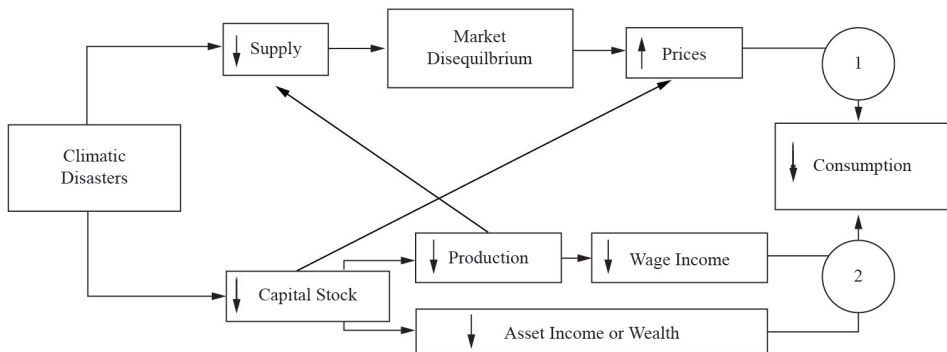 Supply
Market
Disequilbrium
Prices
1
Climatic
Disasters
Consumption
Production
Wage Income
2
Capital Stock
Asset Income or Wealth